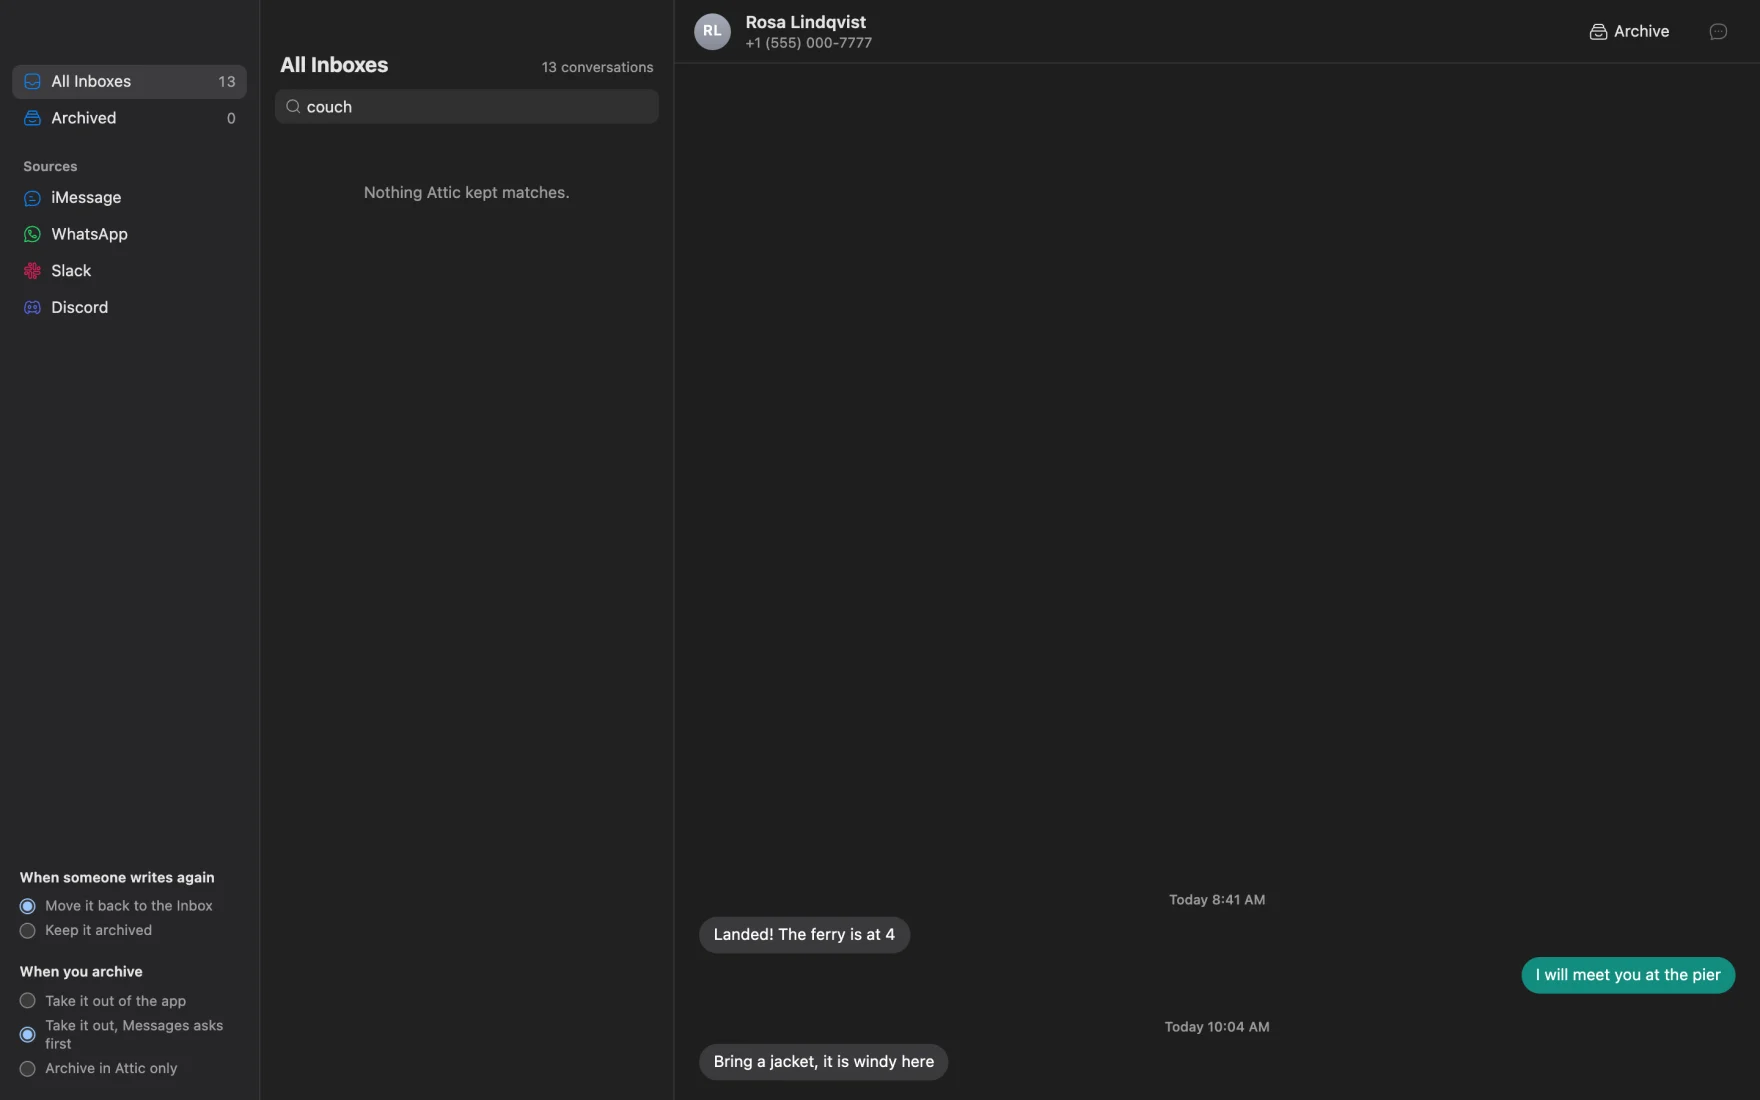 All Inboxes 13
Archived 0
Sources
iMessage
WhatsApp
Slack
Discord
When someone writes again
Move it back to the Inbox
Keep it archived
When you archive
Take it out of the app
Take it out, Messages asks
first
Archive in Attic only
All Inboxes 13 conversations
couch
Nothing Attic kept matches.
RL
Rosa Lindqvist
+1 (555) 000-7777
Archive
Today 8:41 AM
Landed! The ferry is at 4
I will meet you at the pier
Today 10:04 AM
Bring a jacket, it is windy here